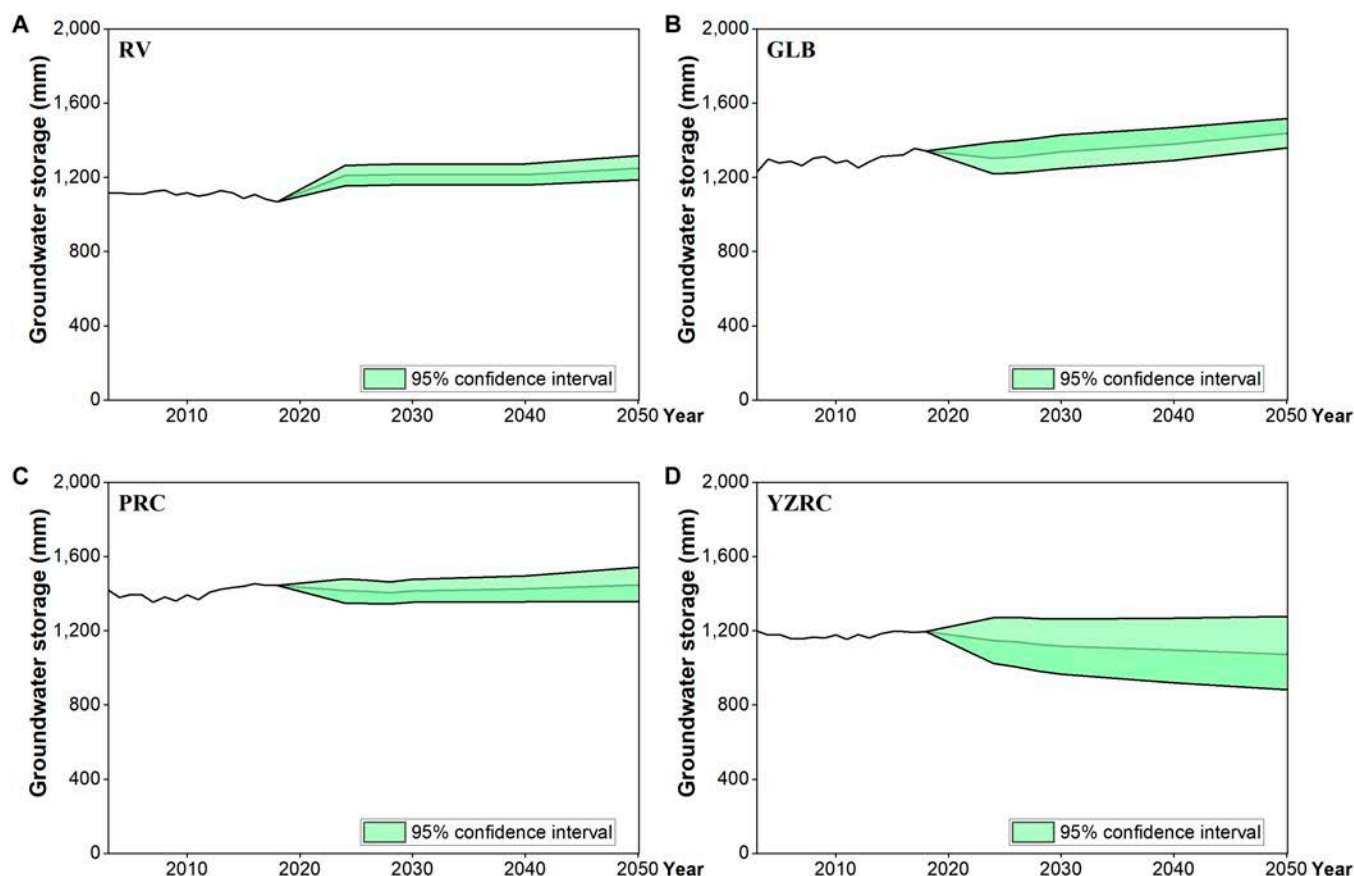 A
RV
Groundwater storage (mm)
2,000
1,600
1,200
800
400
0
95% confidence interval
2010 2020 2030 2040 2050 Year
B
GLB
Groundwater storage (mm)
2,000
1,600
1,200
800
400
0
95% confidence interval
2010 2020 2030 2040 2050 Year
C
PRC
Groundwater storage (mm)
2,000
1,600
1,200
800
400
0
95% confidence interval
2010 2020 2030 2040 2050 Year
D
YZRC
Groundwater storage (mm)
2,000
1,600
1,200
800
400
0
95% confidence interval
2010 2020 2030 2040 2050 Year